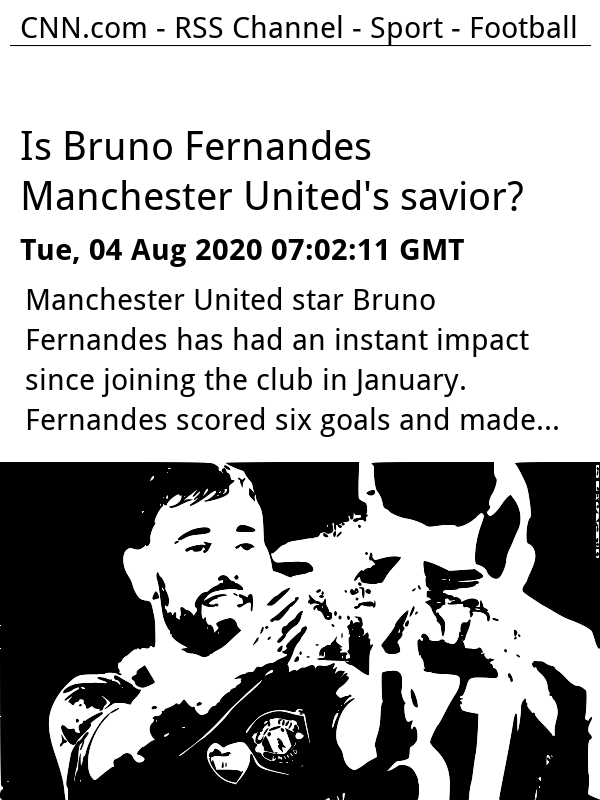 CNN.com - RSS Channel - Sport - Football
Is Bruno Fernandes
Manchester United's savior?
Tue, 04 Aug 2020 07:02:11 GMT
Manchester United star Bruno
Fernandes has had an instant impact
since joining the club in January.
Fernandes scored six goals and made...
UNITED